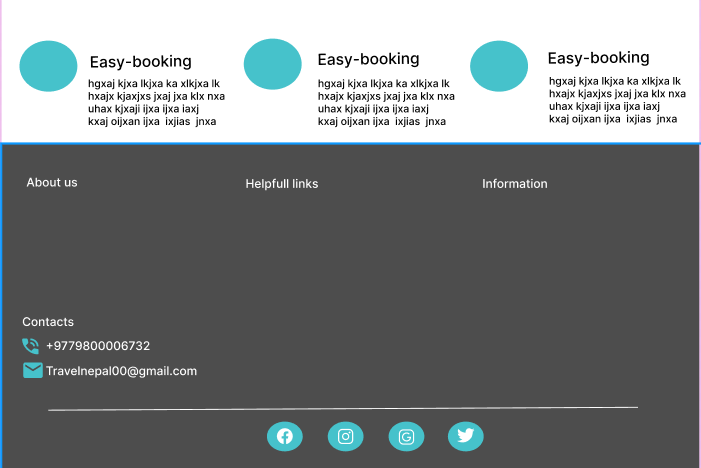 Easy-booking
hgxaj kjxa lkjxa ka xlkjxa lk
hxajx kjaxjxs jxaj jxa klx nxa
uhax kjxaji ijxa ijxa iaxj
kxaj oijxan ijxa ixjias jnxa
Easy-booking
hgxaj kjxa lkjxa ka xlkjxa lk
hxajx kjaxjxs jxaj jxa klx nxa
uhax kjxaji ijxa ijxa iaxj
kxaj oijxan ijxa ixjias jnxa
Easy-booking
hgxaj kjxa lkjxa ka xlkjxa lk
hxajx kjaxjxs jxaj jxa klx nxa
uhax kjxaji ijxa ijxa iaxj
kxaj oijxan ijxa ixjias jnxa
About us
Helpfull links
Information
Contacts
+9779800006732
Travelnepal00@gmail.com